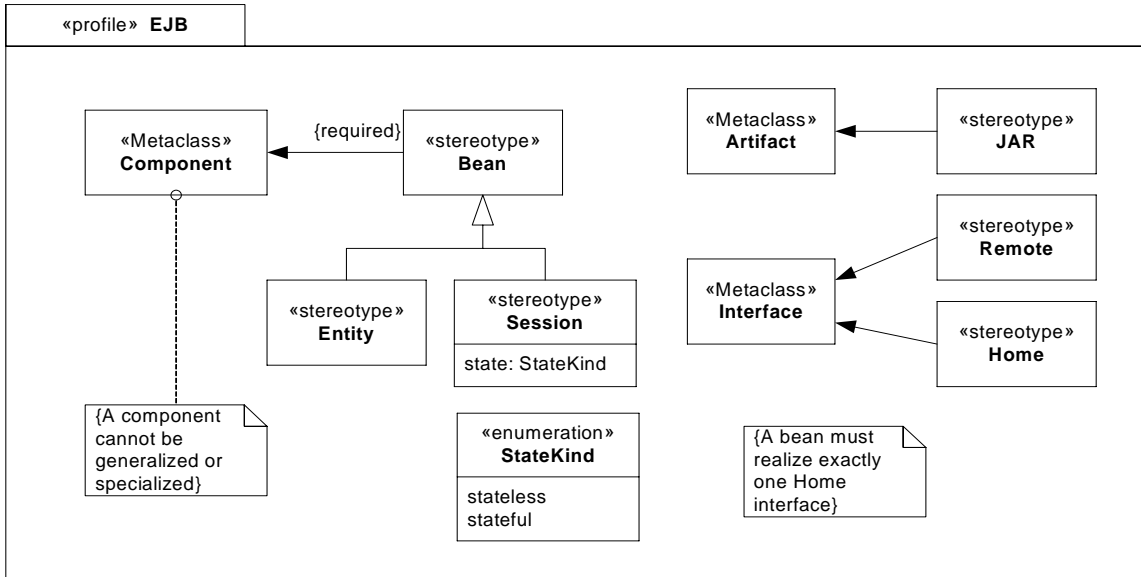 «profile» EJB
«Metaclass»
Component
{required}
«stereotype»
Bean
«Metaclass»
Artifact
«stereotype»
JAR
«stereotype»
Remote
«stereotype»
Entity
«stereotype»
Session
state: StateKind
«Metaclass»
Interface
«stereotype»
Home
{A component
cannot be
generalized or
specialized}
«enumeration»
StateKind
stateless
stateful
{A bean must
realize exactly
one Home
interface}